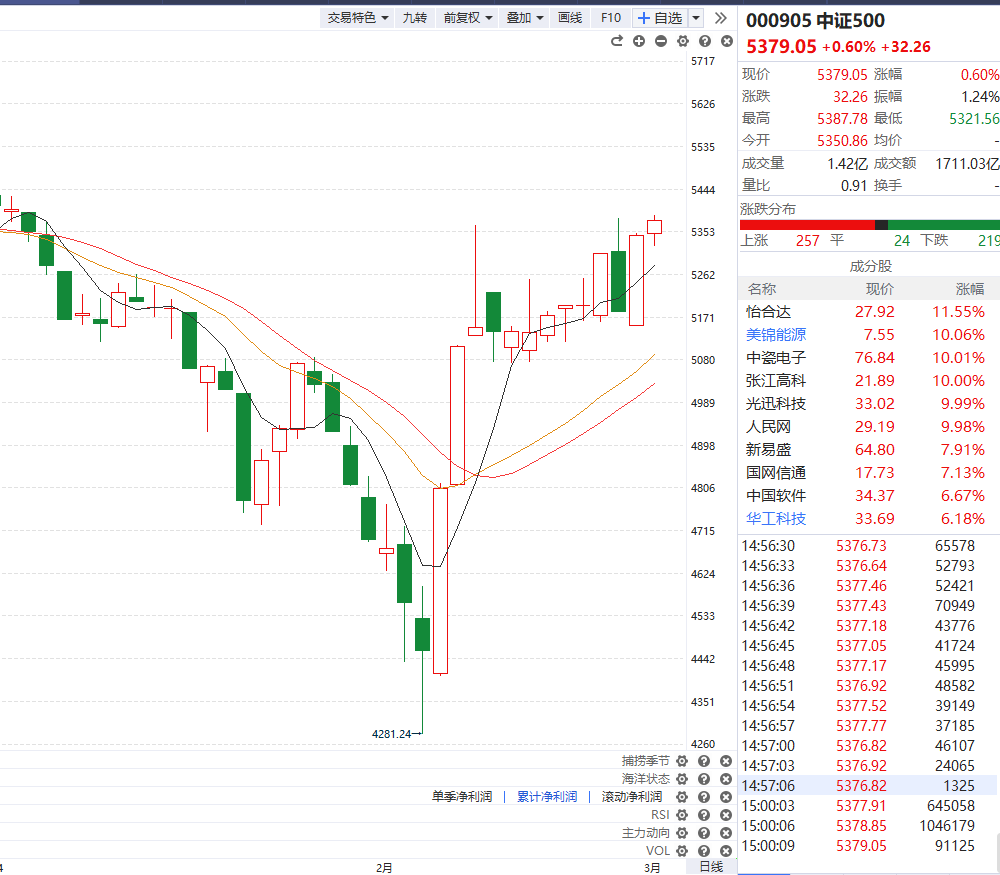 交易特色 九转 前复权 叠加 画线 F10 自选
000905 中证500
5379.05 +0.60% +32.26
现价 5379.05 涨幅 0.60%
涨跌 32.26 振幅 1.24%
最高 5387.78 最低 5321.56
今开 5350.86 均价 -
成交量 1.42亿 成交额 1711.03亿
量比 0.91 换手 -
涨跌分布
上涨 257 平 24 下跌 219
成分股
名称 现价 涨幅
怡合达 27.92 11.55%
美锦能源 7.55 10.06%
中瓷电子 76.84 10.01%
张江高科 21.89 10.00%
光迅科技 33.02 9.99%
人民网 29.19 9.98%
新易盛 64.80 7.91%
国网信通 17.73 7.13%
中国软件 34.37 6.67%
华工科技 33.69 6.18%
14:56:30 5376.73 65578
14:56:33 5376.64 52793
14:56:36 5377.46 52421
14:56:39 5377.43 70949
14:56:42 5377.18 43776
14:56:45 5377.05 41724
14:56:48 5377.17 45995
14:56:51 5376.92 48582
14:56:54 5377.52 39149
14:56:57 5377.77 37185
14:57:00 5376.82 46107
14:57:03 5376.92 24065
14:57:06 5376.82 1325
15:00:03 5377.91 645058
15:00:06 5378.85 1046179
15:00:09 5379.05 91125
5717
5626
5535
5444
5353
5262
5171
5080
4989
4898
4806
4715
4624
4533
4442
4351
4260
4281.24
捕捞季节
海洋状态
单季净利润 | 累计净利润 | 滚动净利润
RSI
主力动向
VOL
4 2月 3月 日线